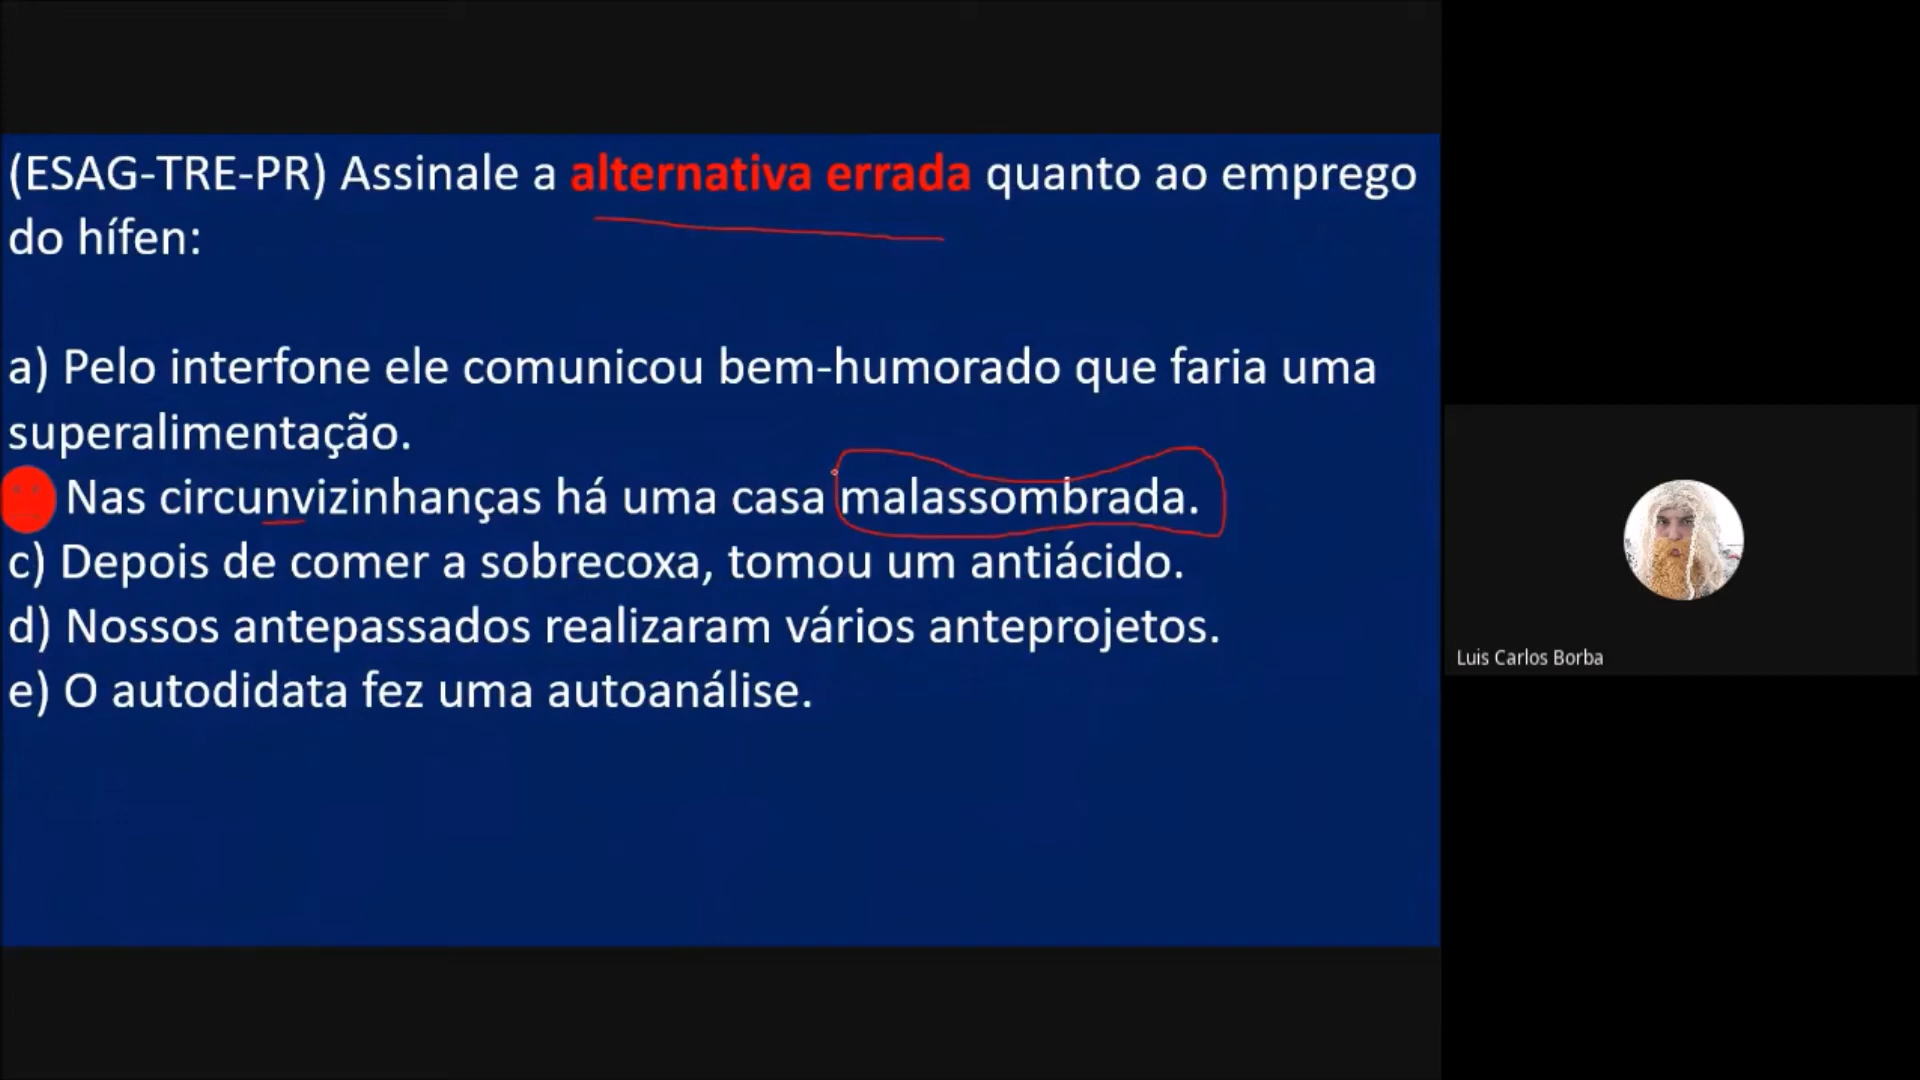 (ESAG-TRE-PR) Assinale a alternativa errada quanto ao emprego
do hífen:
a) Pelo interfone ele comunicou bem-humorado que faria uma
superalimentação.
Nas circunvizinhanças há uma casa malassombrada.
c) Depois de comer a sobrecoxa, tomou um antiácido.
d) Nossos antepassados realizaram vários anteprojetos.
e) O autodidata fez uma autoanálise.
Luis Carlos Borba